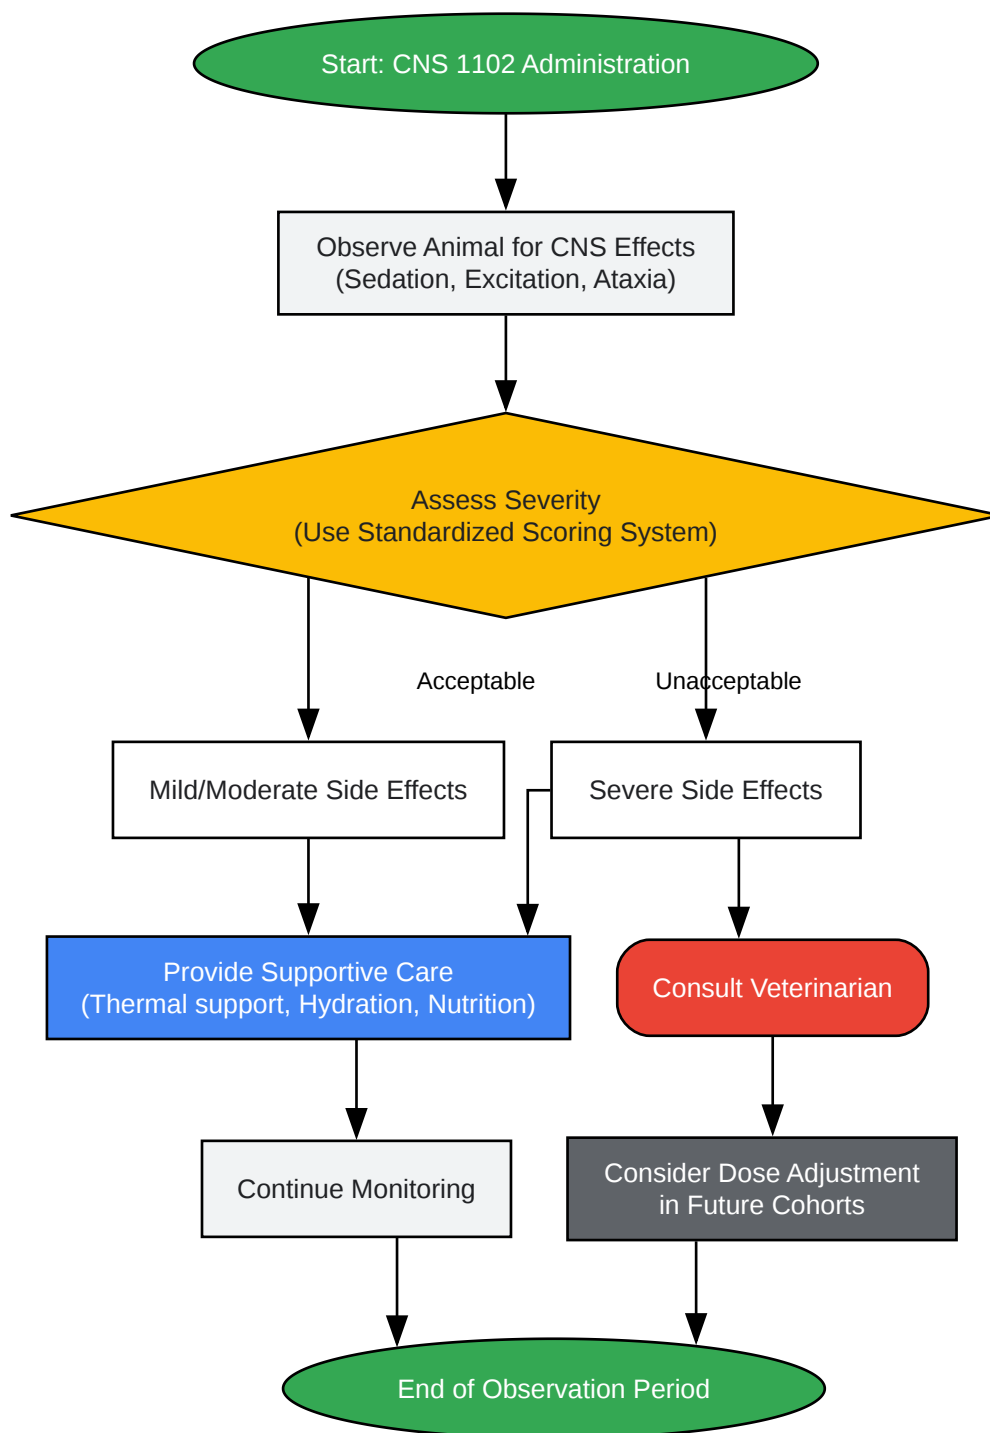 Start: CNS 1102 Administration
Observe Animal for CNS Effects
(Sedation, Excitation, Ataxia)
Assess Severity
(Use Standardized Scoring System)
Acceptable
Unacceptable
Mild/Moderate Side Effects
Severe Side Effects
Provide Supportive Care
(Thermal support, Hydration, Nutrition)
Consult Veterinarian
Continue Monitoring
Consider Dose Adjustment
in Future Cohorts
End of Observation Period